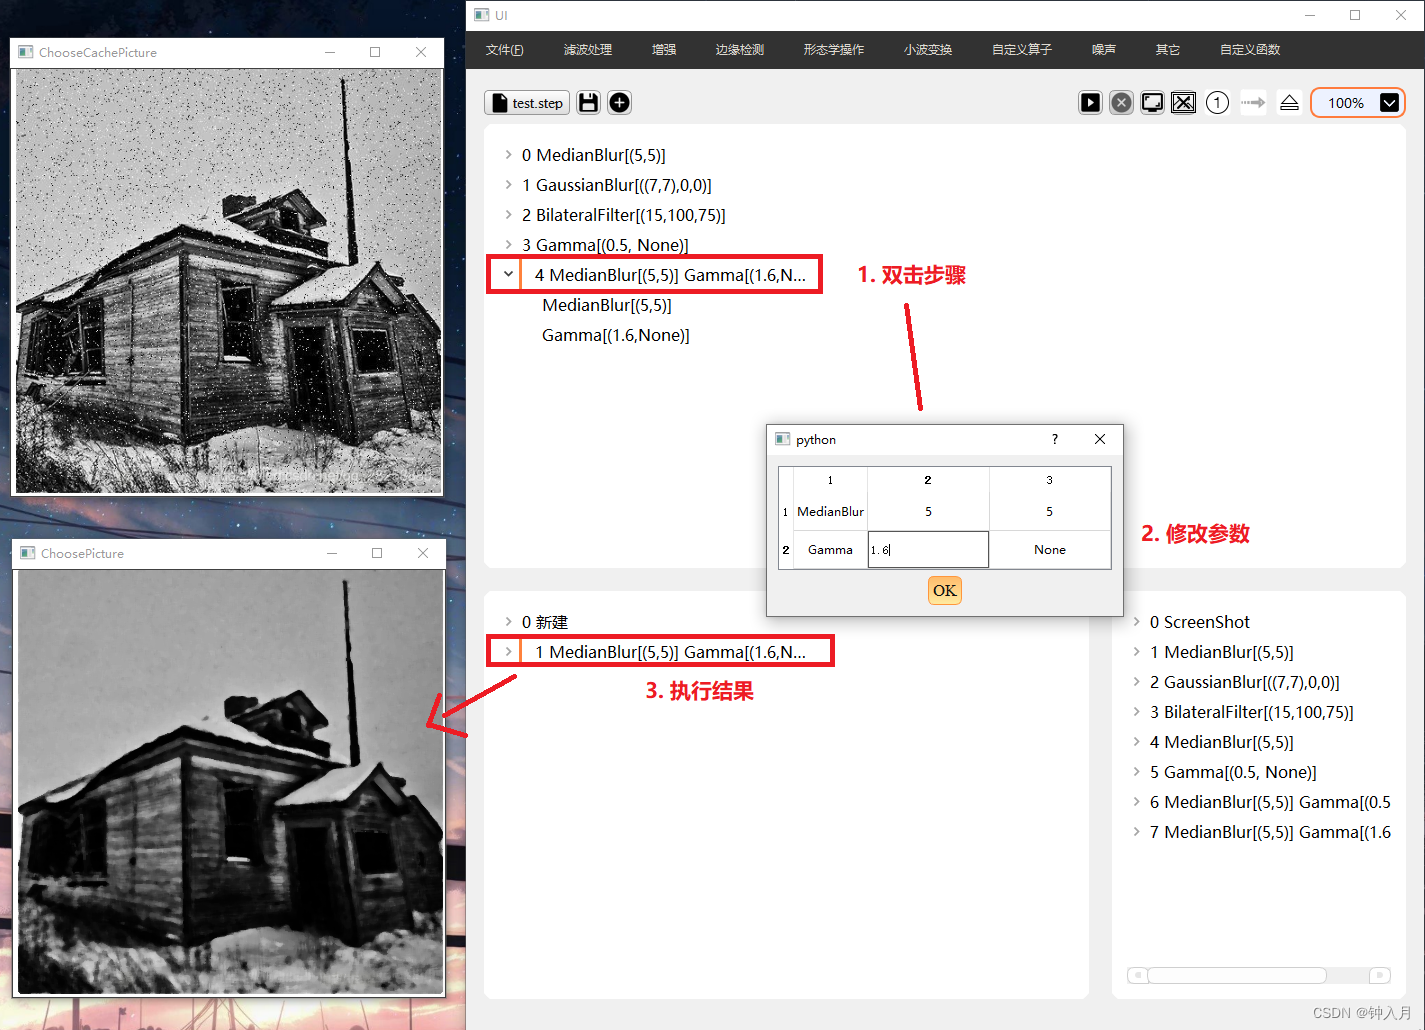 ChooseCachePicture
ChoosePicture
UI
文件(F) 滤波处理 增强 边缘检测 形态学操作 小波变换 自定义算子 噪声 其它 自定义函数
test.step
1
100%
0 MedianBlur[(5,5)]
1 GaussianBlur[((7,7),0,0)]
2 BilateralFilter[(15,100,75)]
3 Gamma[(0.5, None)]
4 MedianBlur[(5,5)] Gamma[(1.6,N...
MedianBlur[(5,5)]
Gamma[(1.6,None)]
1. 双击步骤
python
?
1 2 3
1 MedianBlur 5 5
2 Gamma 1.6 None
OK
2. 修改参数
0 新建
1 MedianBlur[(5,5)] Gamma[(1.6,N...
3. 执行结果
0 ScreenShot
1 MedianBlur[(5,5)]
2 GaussianBlur[((7,7),0,0)]
3 BilateralFilter[(15,100,75)]
4 MedianBlur[(5,5)]
5 Gamma[(0.5, None)]
6 MedianBlur[(5,5)] Gamma[(0.5
7 MedianBlur[(5,5)] Gamma[(1.6
CSDN @钟入月